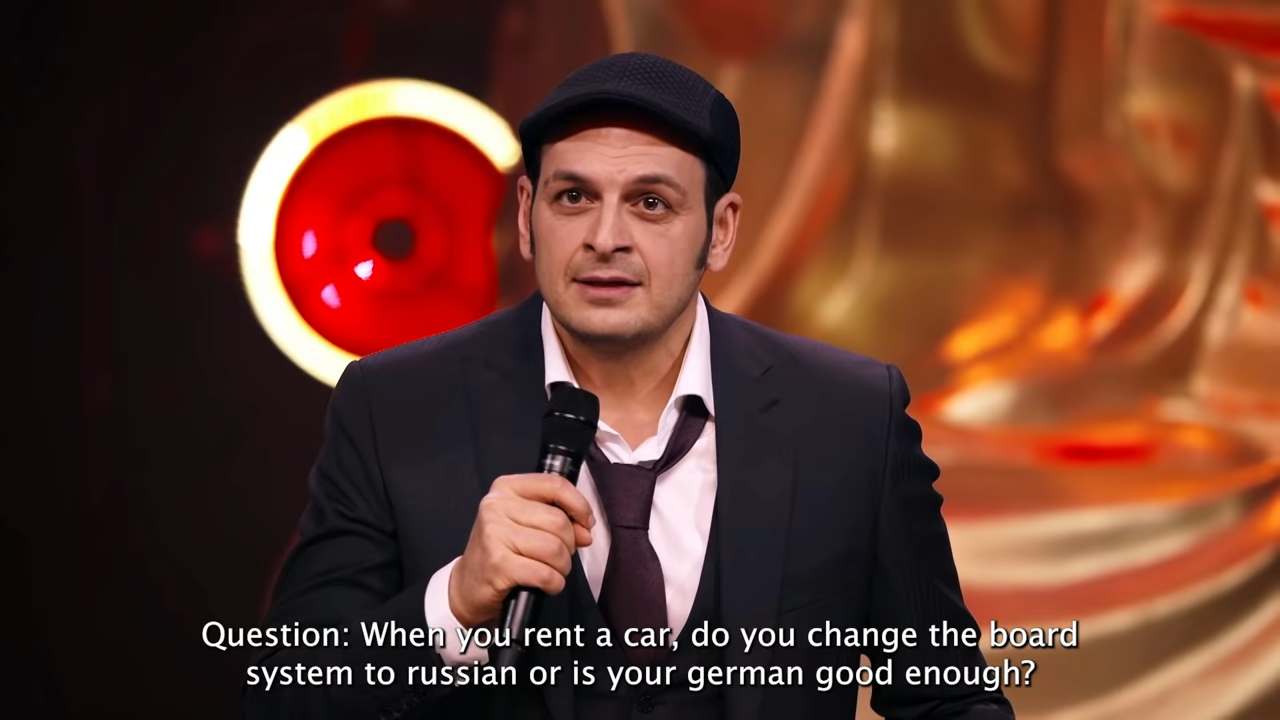 Question: When you rent a car, do you change the board
system to russian or is your german good enough?